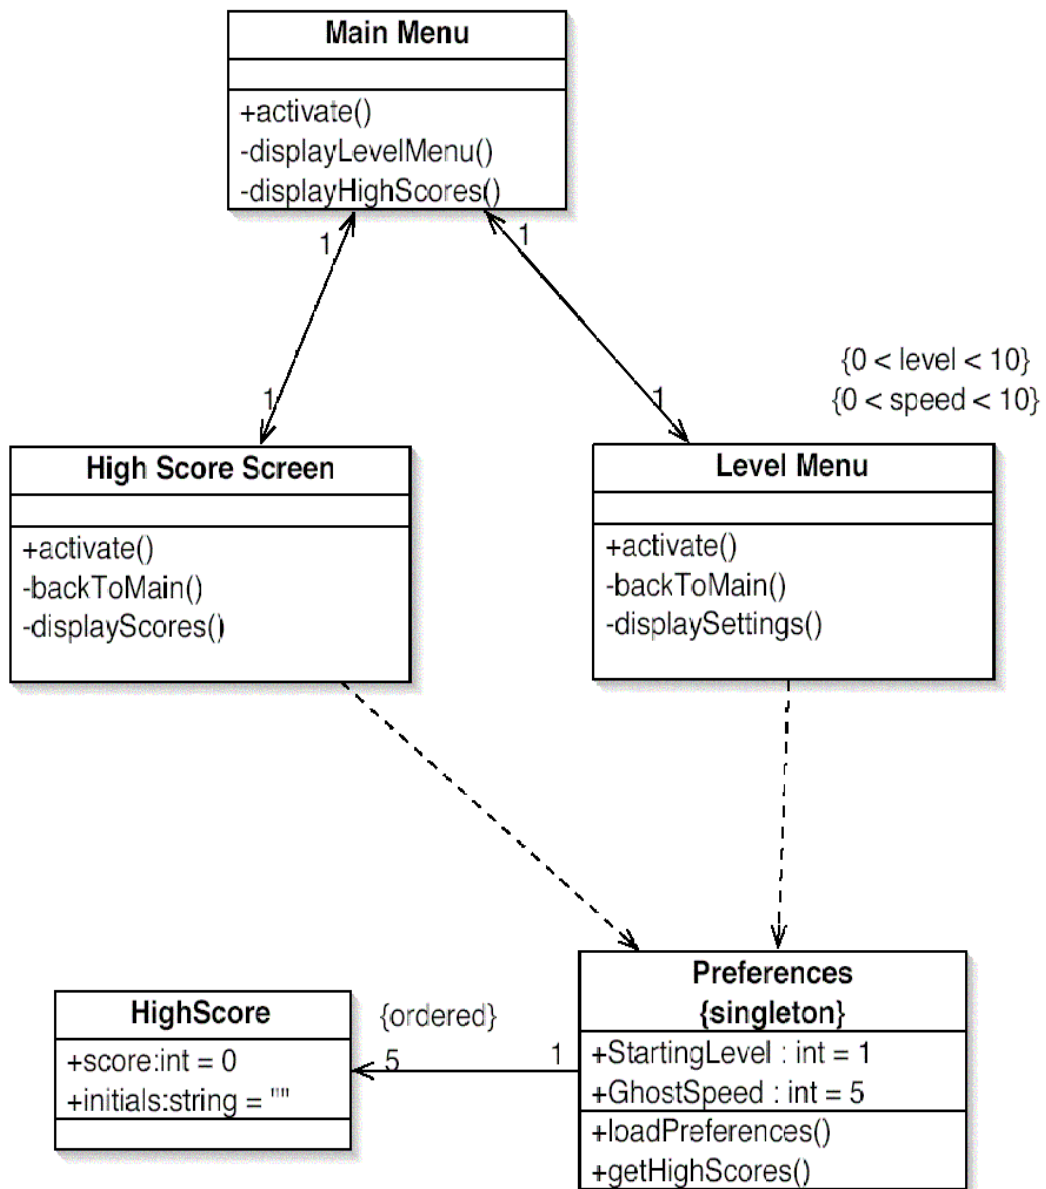 Main Menu
+activate()
-displayLevelMenu()
-displayHighScores()
1
1
1
1
{0 < level < 10}
{0 < speed < 10}
High Score Screen
+activate()
-backToMain()
-displayScores()
Level Menu
+activate()
-backToMain()
-displaySettings()
HighScore
+score:int = 0
+initials:string = ""
{ordered}
5
1
Preferences
{singleton}
+StartingLevel : int = 1
+GhostSpeed : int = 5
+loadPreferences()
+getHighScores()